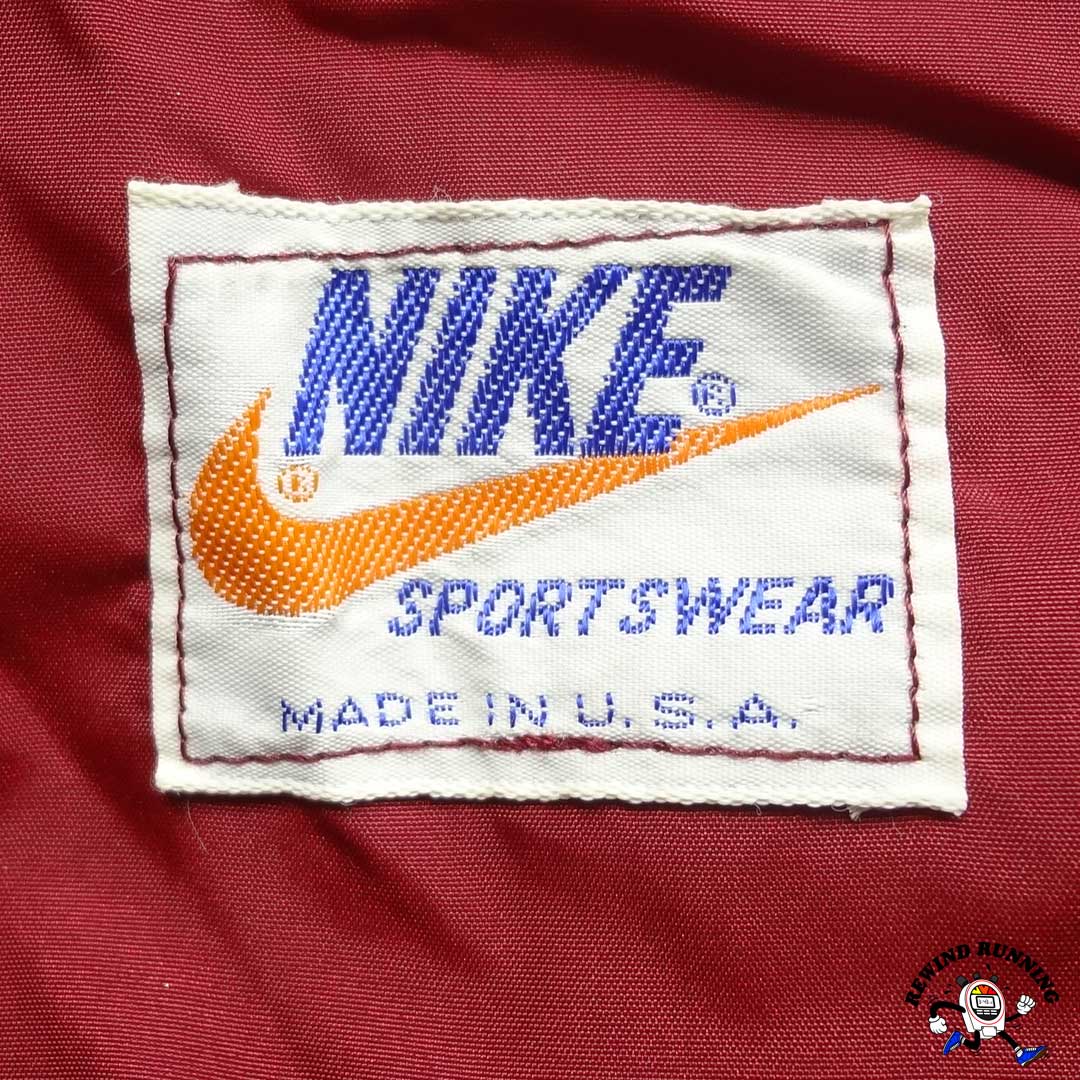 NIKE®
®
SPORTSWEAR
MADE IN U.S.A.
REWIND RUNNING